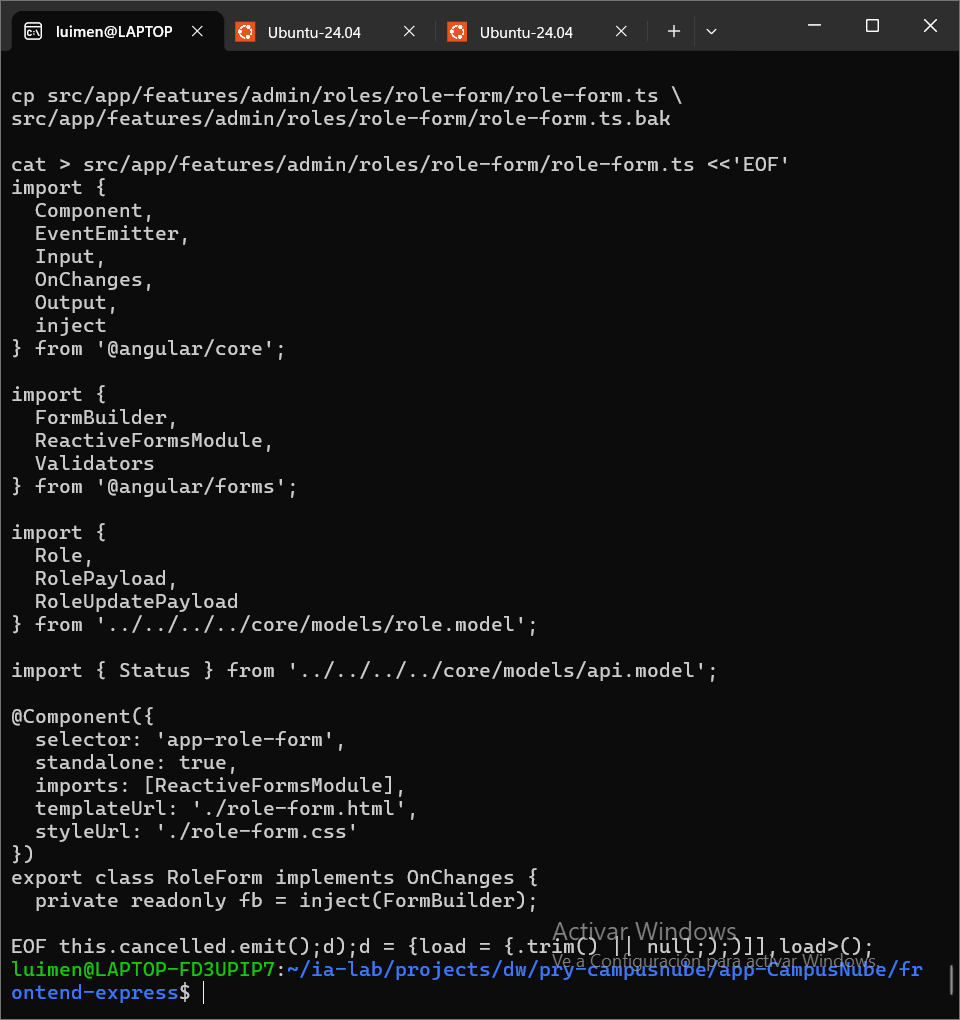 luimen@LAPTOP
Ubuntu-24.04
Ubuntu-24.04
cp src/app/features/admin/roles/role-form/role-form.ts \
src/app/features/admin/roles/role-form/role-form.ts.bak
cat > src/app/features/admin/roles/role-form/role-form.ts <<'EOF'
import {
  Component,
  EventEmitter,
  Input,
  OnChanges,
  Output,
  inject
} from '@angular/core';
import {
  FormBuilder,
  ReactiveFormsModule,
  Validators
} from '@angular/forms';
import {
  Role,
  RolePayload,
  RoleUpdatePayload
} from '../../../../core/models/role.model';
import { Status } from '../../../../core/models/api.model';
@Component({
  selector: 'app-role-form',
  standalone: true,
  imports: [ReactiveFormsModule],
  templateUrl: './role-form.html',
  styleUrl: './role-form.css'
})
export class RoleForm implements OnChanges {
  private readonly fb = inject(FormBuilder);
Activar Windows
EOF this.cancelled.emit();d);d = {load = {.trim() || null;;)]],load>();
Ve a Configuración para activar Windows.
luimen@LAPTOP-FD3UPIP7:~/ia-lab/projects/dw/pry-campusnube/app-CampusNube/fr
ontend-express$